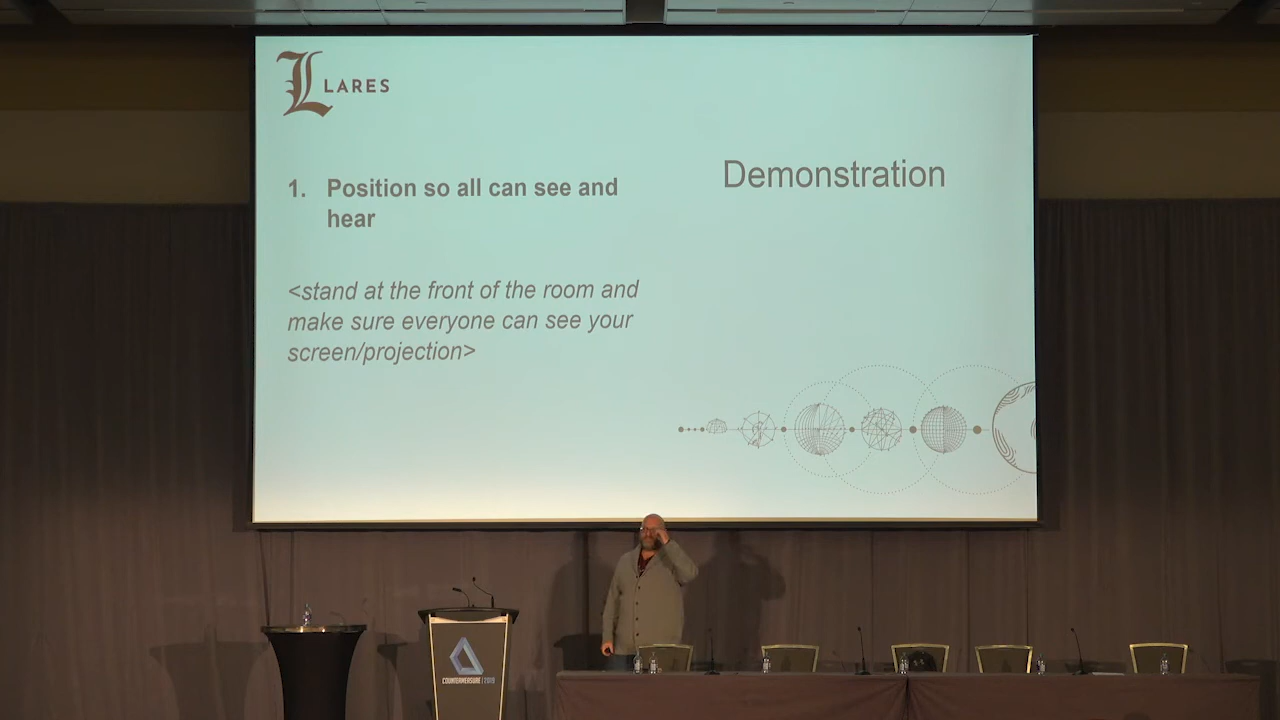 L LARES
Demonstration
1. Position so all can see and
hear
<stand at the front of the room and
make sure everyone can see your
screen/projection>
COUNTERMEASURE | 2019